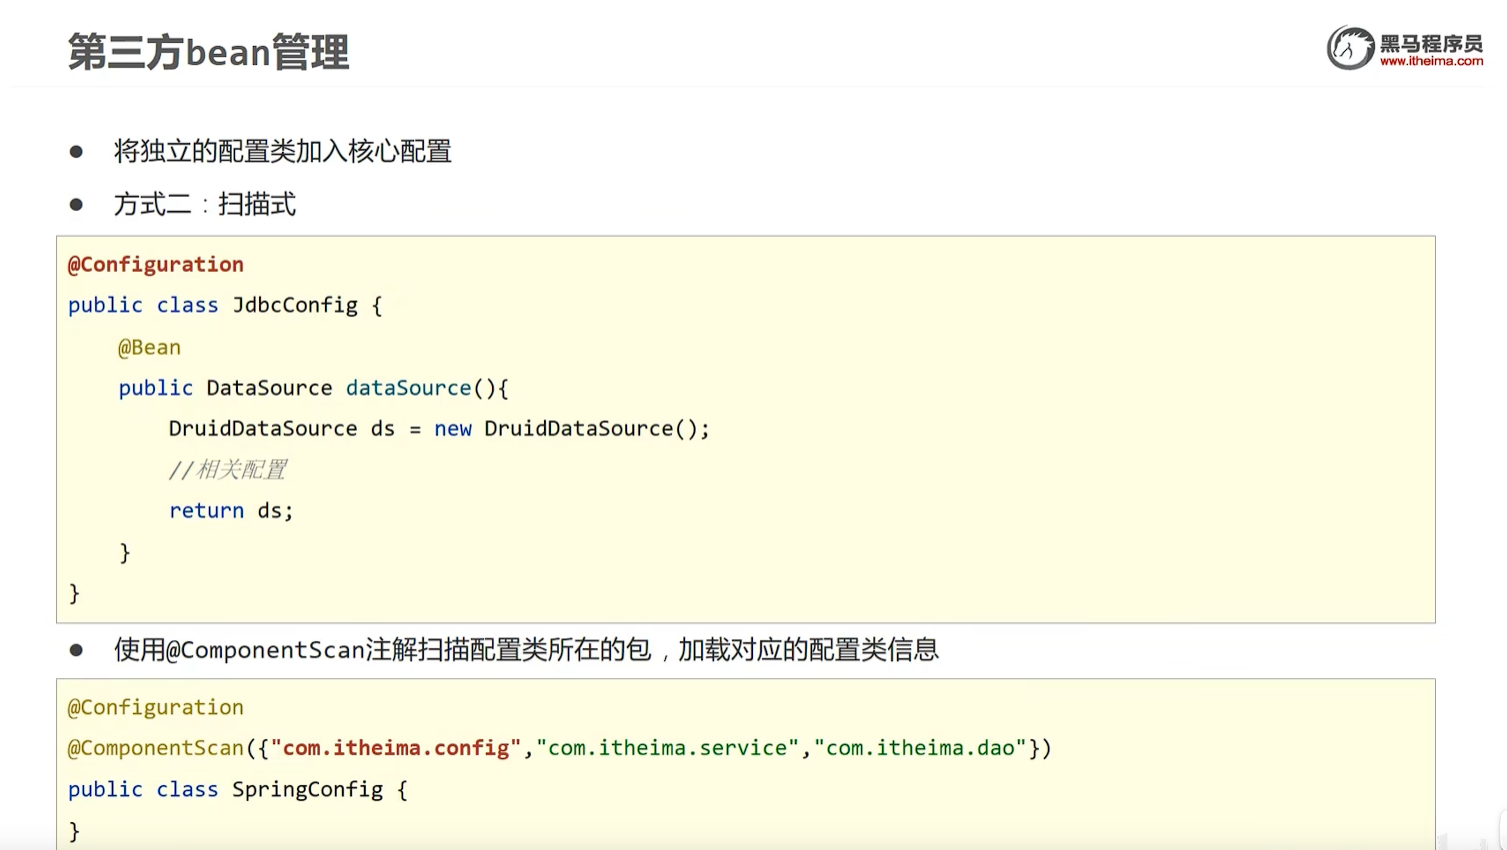 第三方bean管理
黑马程序员
www.itheima.com
● 将独立的配置类加入核心配置
● 方式二：扫描式
@Configuration
public class JdbcConfig {
    @Bean
    public DataSource dataSource(){
        DruidDataSource ds = new DruidDataSource();
        //相关配置
        return ds;
    }
}
● 使用@ComponentScan注解扫描配置类所在的包，加载对应的配置类信息
@Configuration
@ComponentScan({"com.itheima.config","com.itheima.service","com.itheima.dao"})
public class SpringConfig {
}